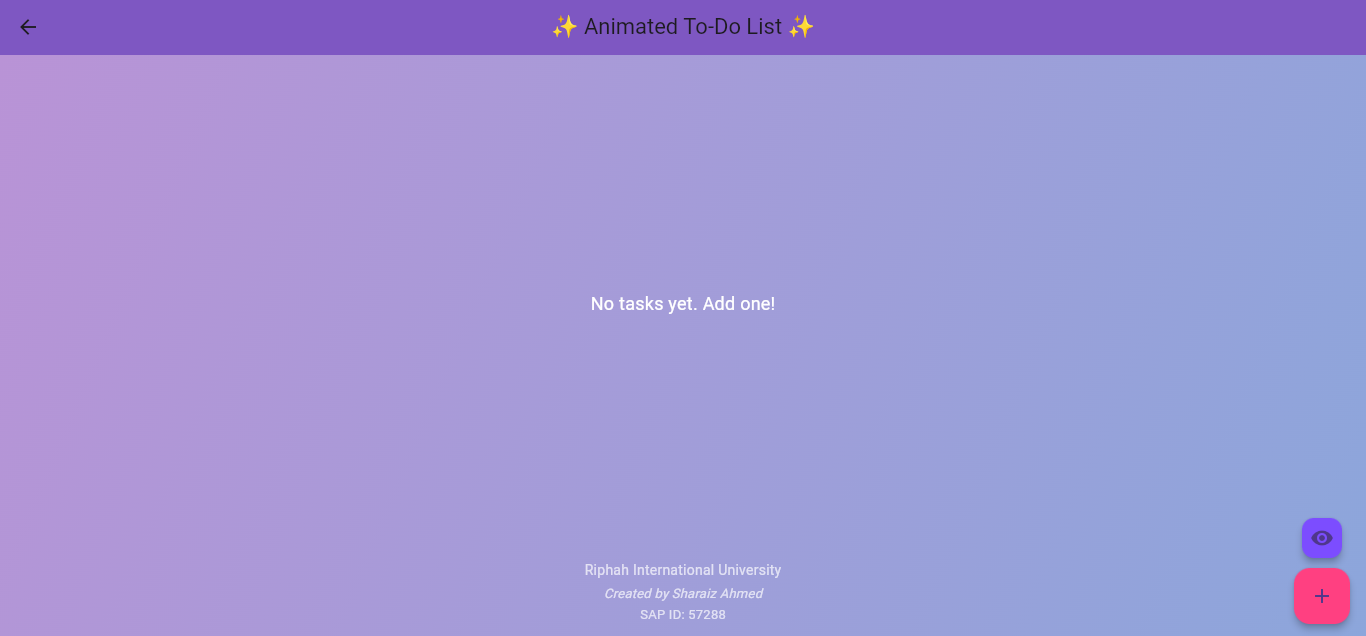 ✨ Animated To-Do List ✨
No tasks yet. Add one!
Riphah International University
Created by Sharaiz Ahmed
SAP ID: 57288